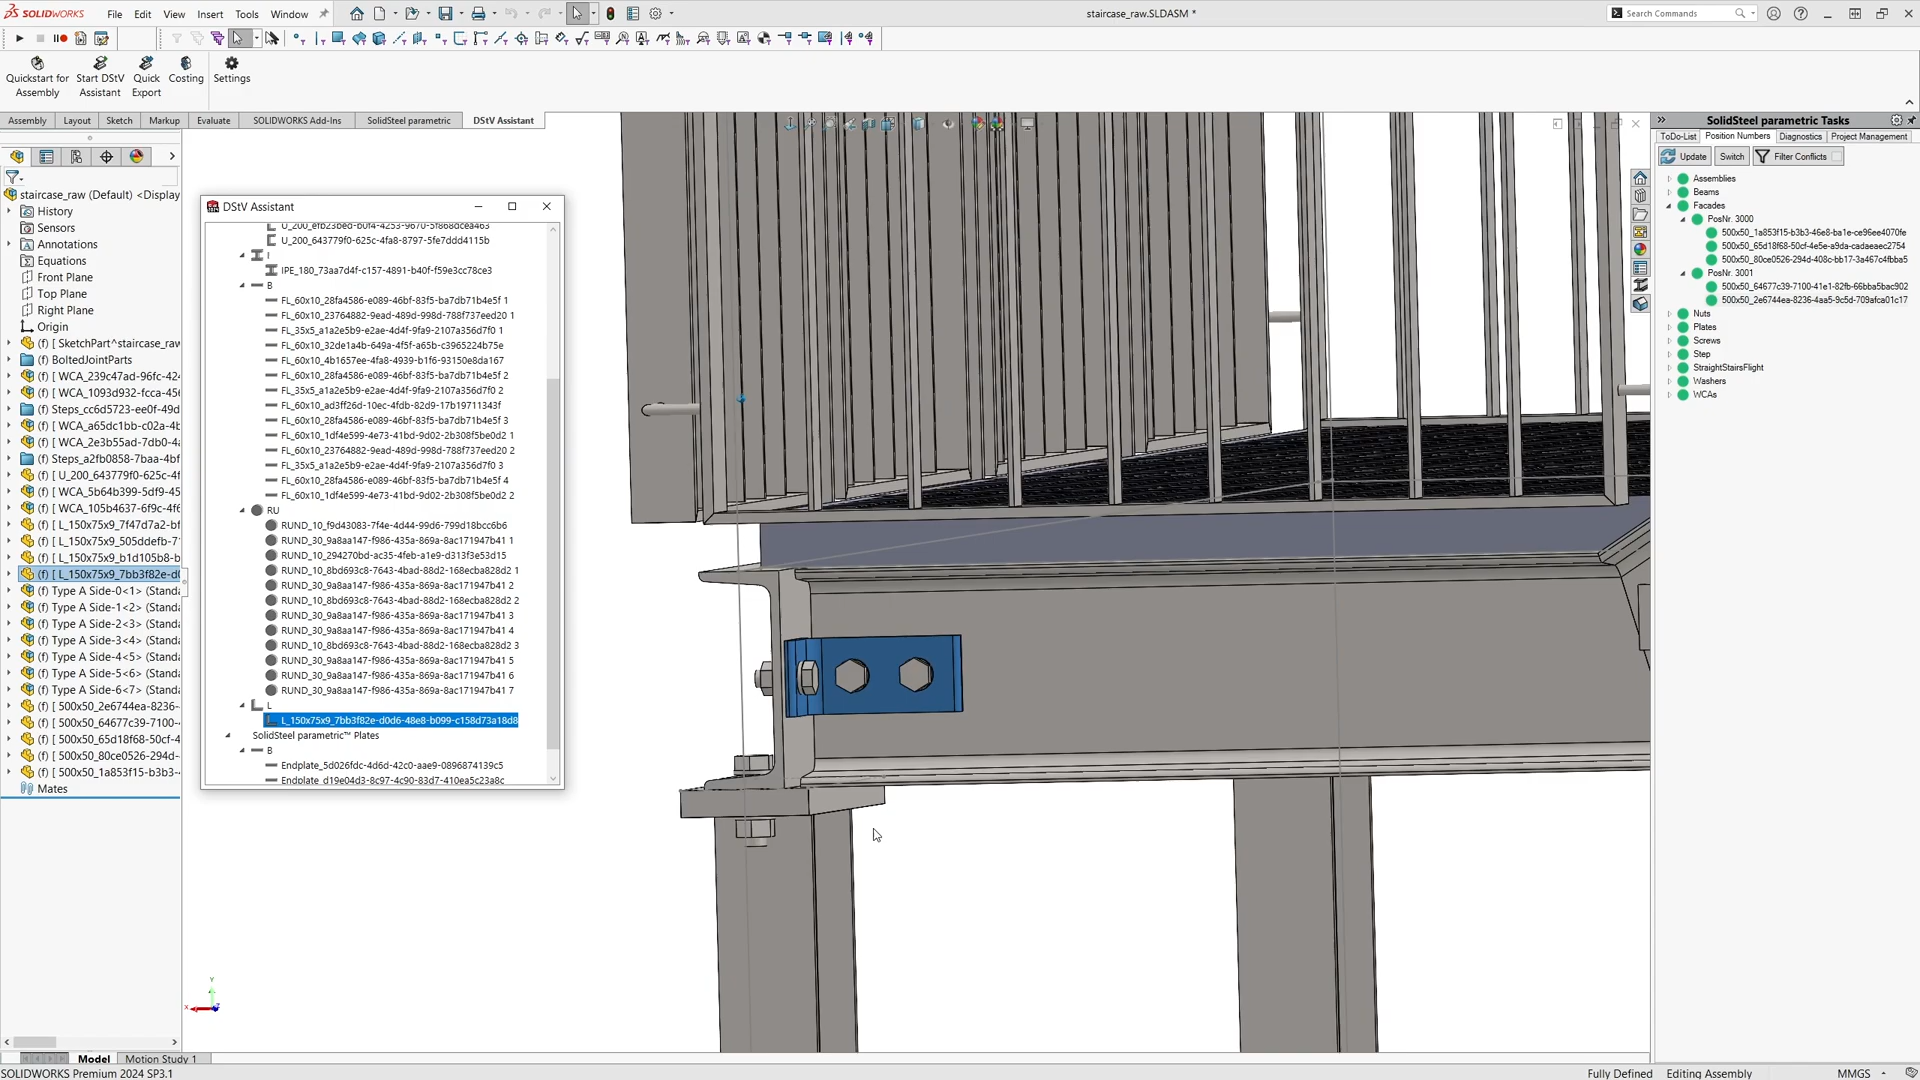 SOLIDWORKS File Edit View Insert Tools Window staircase_raw.SLDASM * Search Commands
Quickstart for Assembly
Start DStV Assistant
Quick Export
Costing
Settings
Assembly Layout Sketch Markup Evaluate SOLIDWORKS Add-Ins SolidSteel parametric DStV Assistant
staircase_raw (Default) <Display
History
Sensors
Annotations
Equations
Front Plane
Top Plane
Right Plane
Origin
(f) [ SketchPart^staircase_raw
(f) BoltedJointParts
(f) [ WCA_239c47ad-96fc-424
(f) [ WCA_1093d932-fcca-456
(f) Steps_cc6d5723-ee0f-49d
(f) [ WCA_a65dc1bb-c02a-4b
(f) [ WCA_2e3b55ad-7db0-4a
(f) Steps_a2fb0858-7baa-4bf
(f) [ U_200_643779f0-625c-4f
(f) [ WCA_5b64b399-5df9-45
(f) [ WCA_105b4637-6f9c-4f6
(f) [ L_150x75x9_7f47d7a2-bf
(f) [ L_150x75x9_505ddefb-7
(f) [ L_150x75x9_b1d105b8-b
(f) [ L_150x75x9_7bb3f82e-d0
(f) Type A Side-0<1> (Standa
(f) Type A Side-1<2> (Standa
(f) Type A Side-2<3> (Standa
(f) Type A Side-3<4> (Standa
(f) Type A Side-4<5> (Standa
(f) Type A Side-5<6> (Standa
(f) Type A Side-6<7> (Standa
(f) [ 500x50_2e6744ea-8236-
(f) [ 500x50_64677c39-7100-
(f) [ 500x50_65d18f68-50cf-4
(f) [ 500x50_80ce0526-294d-
(f) [ 500x50_1a853f15-b3b3-
Mates
DStV Assistant
U_200_efb23bed-b0f4-4253-9670-5f868dcea463
U_200_643779f0-625c-4fa8-8797-5fe7ddd4115b
I
IPE_180_73aa7d4f-c157-4891-b40f-f59e3cc78ce3
B
FL_60x10_28fa4586-e089-46bf-83f5-ba7db71b4e5f 1
FL_60x10_23764882-9ead-489d-998d-788f737eed20 1
FL_35x5_a1a2e5b9-e2ae-4d4f-9fa9-2107a356d7f0 1
FL_60x10_32de1a4b-649a-4f5f-a65b-c3965224b75e
FL_60x10_4b1657ee-4fa8-4939-b1f6-93150e8da167
FL_60x10_28fa4586-e089-46bf-83f5-ba7db71b4e5f 2
FL_35x5_a1a2e5b9-e2ae-4d4f-9fa9-2107a356d7f0 2
FL_60x10_ad3ff26d-10ec-4fdb-82d9-17b19711343f
FL_60x10_28fa4586-e089-46bf-83f5-ba7db71b4e5f 3
FL_60x10_1df4e599-4e73-41bd-9d02-2b308f5be0d2 1
FL_60x10_23764882-9ead-489d-998d-788f737eed20 2
FL_35x5_a1a2e5b9-e2ae-4d4f-9fa9-2107a356d7f0 3
FL_60x10_28fa4586-e089-46bf-83f5-ba7db71b4e5f 4
FL_60x10_1df4e599-4e73-41bd-9d02-2b308f5be0d2 2
RU
RUND_10_f9d43083-7f4e-4d44-99d6-799d18bcc6b6
RUND_30_9a8aa147-f986-435a-869a-8ac171947b41 1
RUND_10_294270bd-ac35-4feb-a1e9-d313f3e53d15
RUND_10_8bd693c8-7643-4bad-88d2-168ecba828d2 1
RUND_30_9a8aa147-f986-435a-869a-8ac171947b41 2
RUND_10_8bd693c8-7643-4bad-88d2-168ecba828d2 2
RUND_30_9a8aa147-f986-435a-869a-8ac171947b41 3
RUND_30_9a8aa147-f986-435a-869a-8ac171947b41 4
RUND_10_8bd693c8-7643-4bad-88d2-168ecba828d2 3
RUND_30_9a8aa147-f986-435a-869a-8ac171947b41 5
RUND_30_9a8aa147-f986-435a-869a-8ac171947b41 6
RUND_30_9a8aa147-f986-435a-869a-8ac171947b41 7
L
L_150x75x9_7bb3f82e-d0d6-48e8-b099-c158d73a18d8
SolidSteel parametric™ Plates
B
Endplate_5d026fdc-4d6d-42c0-aae9-0896874139c5
Endplate_d19e04d3-8c97-4c90-83d7-410ea5c23a8c
SolidSteel parametric Tasks
ToDo-List Position Numbers Diagnostics Project Management
Update Switch Filter Conflicts
Assemblies
Beams
Facades
PosNr. 3000
500x50_1a853f15-b3b3-46e8-ba1e-ce96ee4070fe
500x50_65d18f68-50cf-4e5e-a9da-cadaeaec2754
500x50_80ce0526-294d-408c-bb17-3a467c4fbba5
PosNr. 3001
500x50_64677c39-7100-41e1-82fb-66bba5bac902
500x50_2e6744ea-8236-4aa5-9c5d-709afca01c17
Nuts
Plates
Screws
Step
StraightStairsFlight
Washers
WCAs
Y
X
Model Motion Study 1
SOLIDWORKS Premium 2024 SP3.1 Fully Defined Editing Assembly MMGS